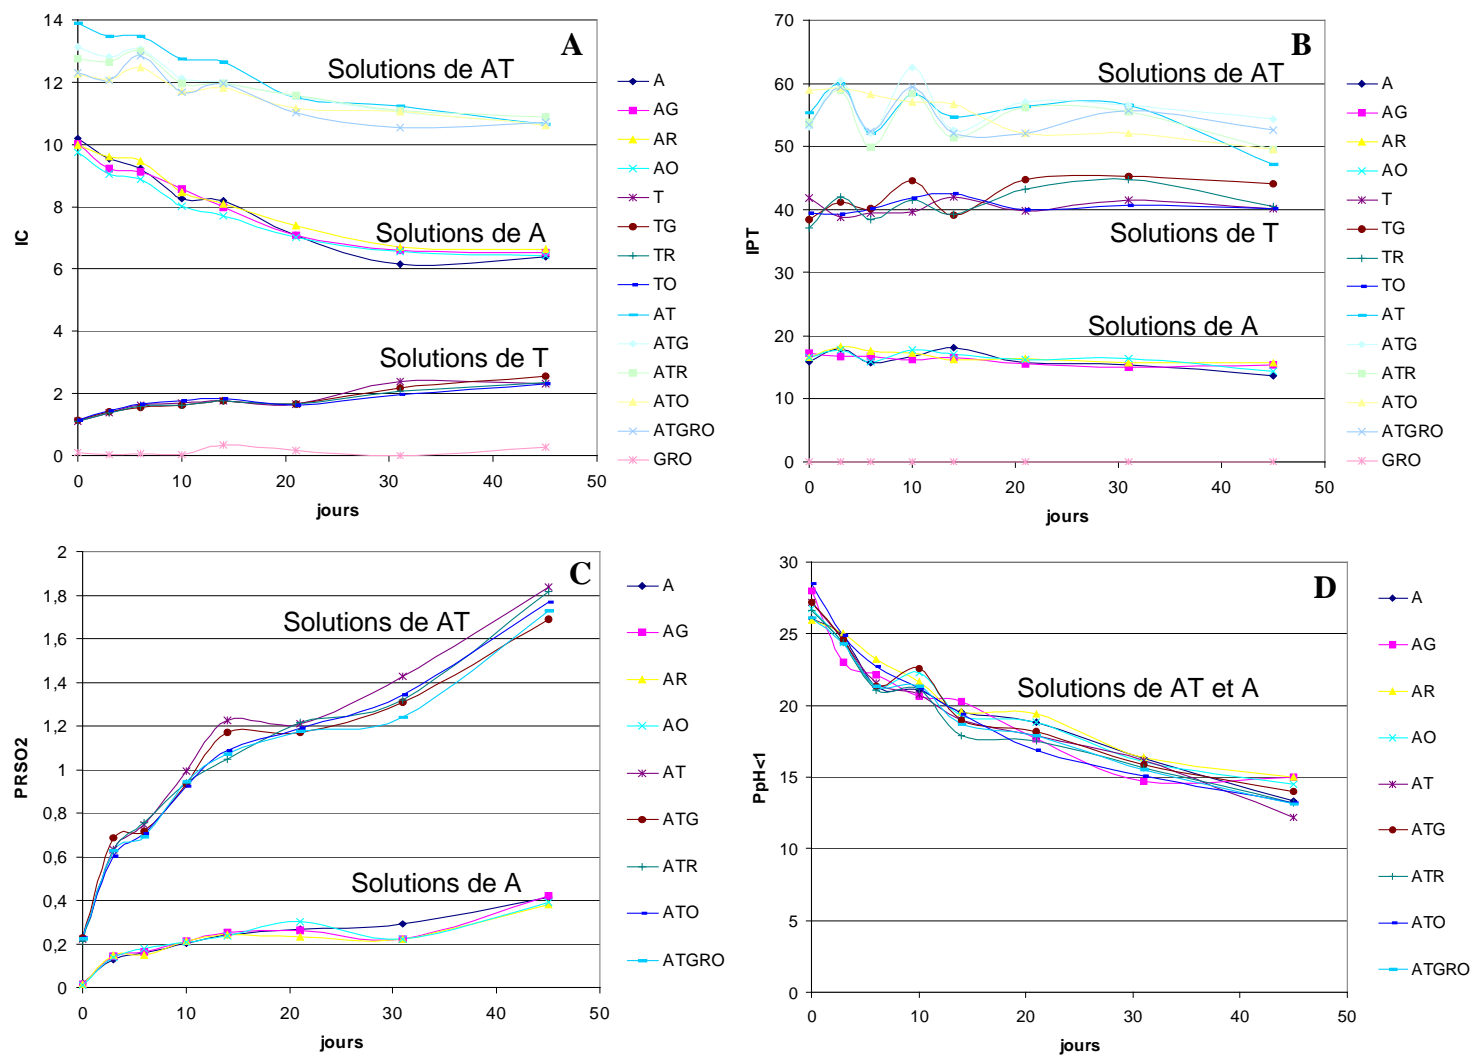 A
Solutions de AT
Solutions de A
Solutions de T
IC
14
12
10
8
6
4
2
0
0
10
20
30
40
50
jours
A
AG
AR
AO
T
TG
TR
TO
AT
ATG
ATR
ATO
ATGRO
GRO
B
Solutions de AT
Solutions de T
Solutions de A
IPT
70
60
50
40
30
20
10
0
0
10
20
30
40
50
jours
A
AG
AR
AO
T
TG
TR
TO
AT
ATG
ATR
ATO
ATGRO
GRO
C
Solutions de AT
Solutions de A
PRSO2
2
1,8
1,6
1,4
1,2
1
0,8
0,6
0,4
0,2
0
0
10
20
30
40
50
jours
A
AG
AR
AO
AT
ATG
ATR
ATO
ATGRO
D
Solutions de AT et A
PpH<1
30
25
20
15
10
5
0
0
10
20
30
40
50
jours
A
AG
AR
AO
AT
ATG
ATR
ATO
ATGRO